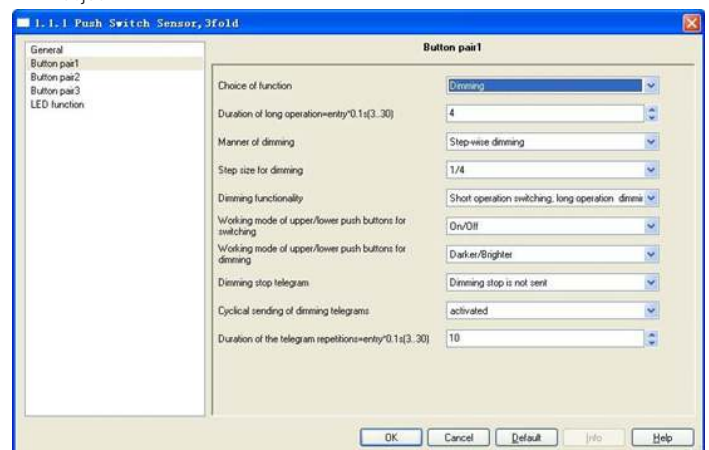 1.1.1 Push Switch Sensor,3fold
General
Button pair1
Button pair2
Button pair3
LED function
Button pair1
Choice of function
Dimming
Duration of long operation=entry*0.1s(3..30)
4
Manner of dimming
Step-wise dimming
Step size for dimming
1/4
Dimming functionality
Short operation switching, long operation dimmi
Working mode of upper/lower push buttons for
switching
On/Off
Working mode of upper/lower push buttons for
dimming
Darker/Brighter
Dimming stop telegram
Dimming stop is not sent
Cyclical sending of dimming telegrams
activated
Duration of the telegram repetitions=entry*0.1s(3..30)
10
OK
Cancel
Default
Info
Help